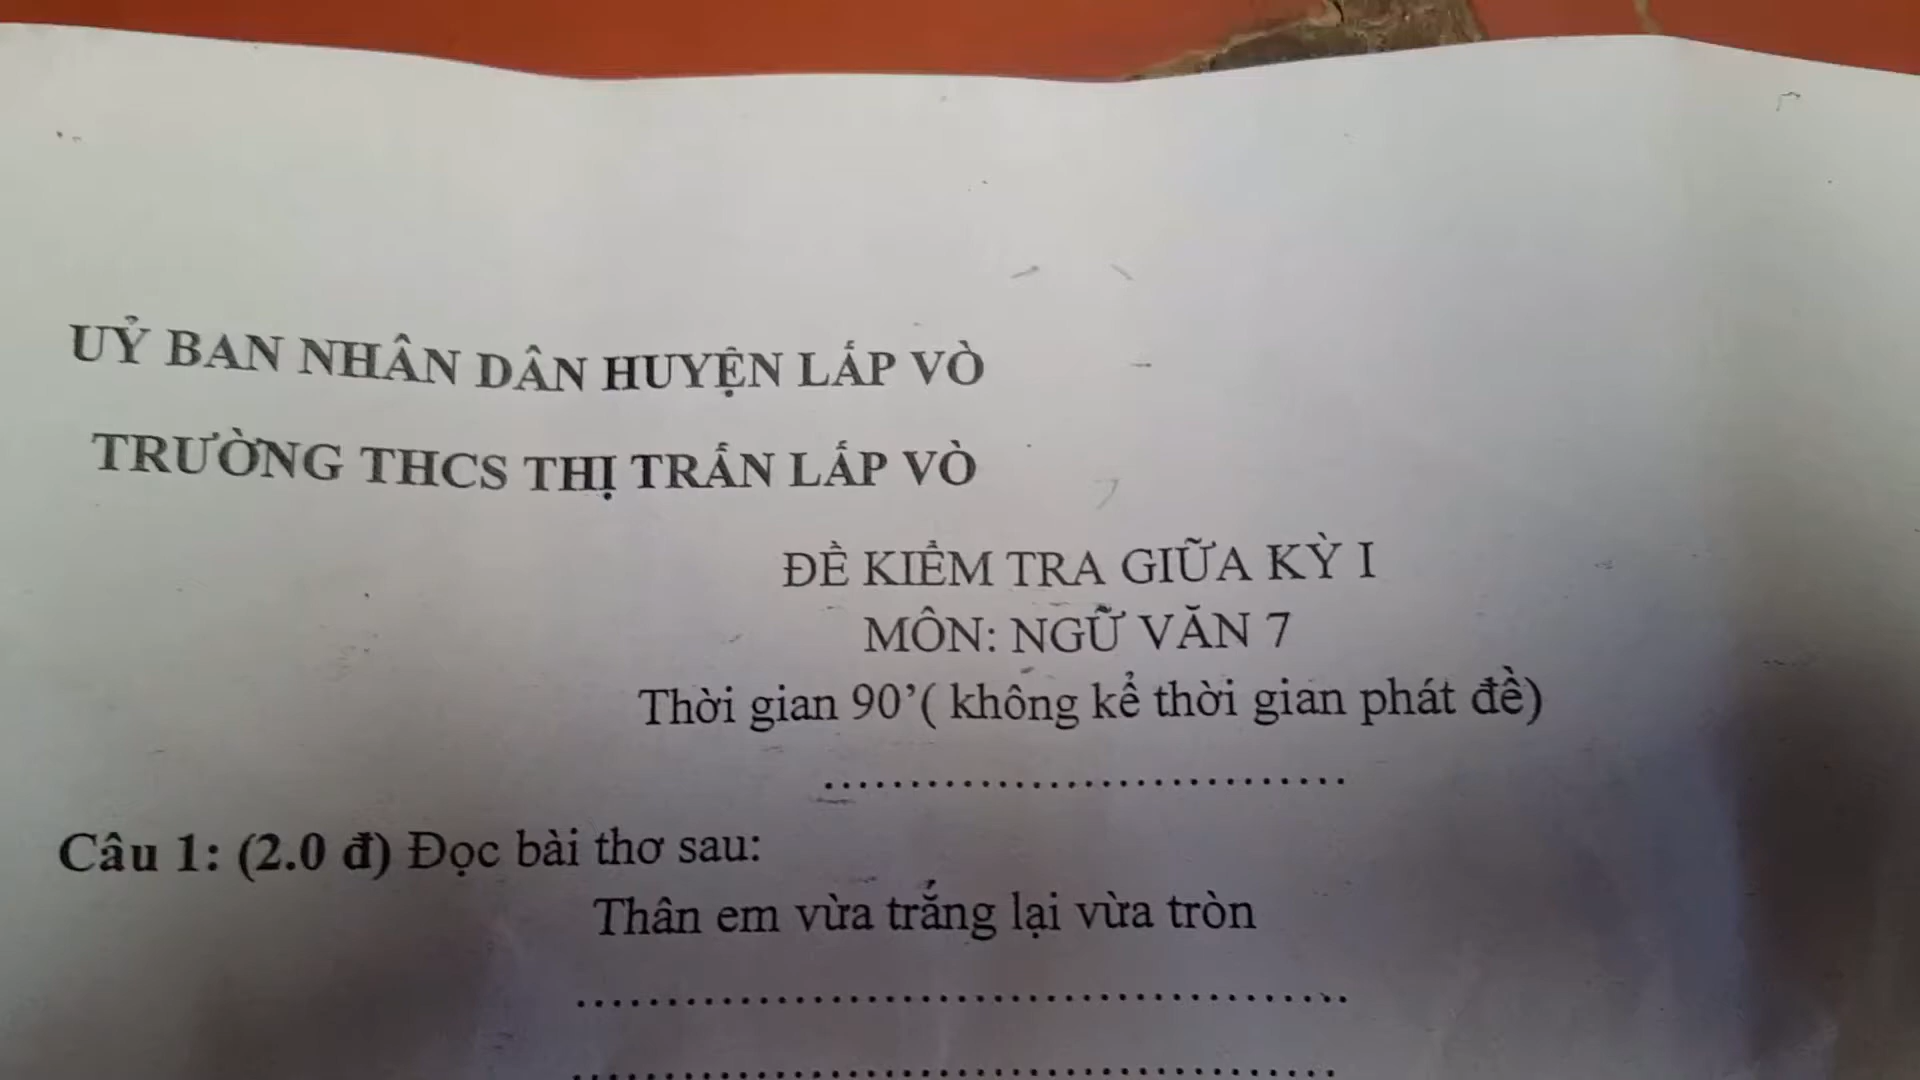 UỶ BAN NHÂN DÂN HUYỆN LẤP VÒ
TRƯỜNG THCS THỊ TRẤN LẤP VÒ
ĐỀ KIỂM TRA GIỮA KỲ I
MÔN: NGỮ VĂN 7
Thời gian 90’( không kể thời gian phát đề)
.....................................
Câu 1: (2.0 đ) Đọc bài thơ sau:
Thân em vừa trắng lại vừa tròn
...................................................
...................................................